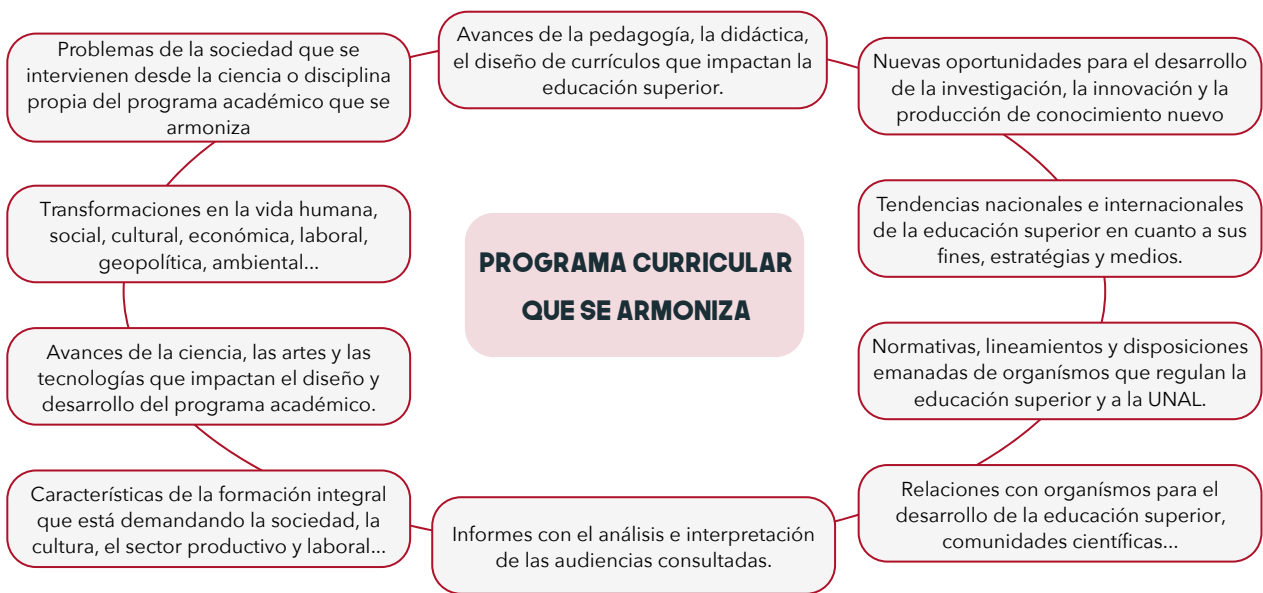 Problemas de la sociedad que se
intervienen desde la ciencia o disciplina
propia del programa académico que se
armoniza
Avances de la pedagogía, la didáctica,
el diseño de currículos que impactan la
educación superior.
Nuevas oportunidades para el desarrollo
de la investigación, la innovación y la
producción de conocimiento nuevo
Transformaciones en la vida humana,
social, cultural, económica, laboral,
geopolítica, ambiental...
PROGRAMA CURRICULAR
QUE SE ARMONIZA
Tendencias nacionales e internacionales
de la educación superior en cuanto a sus
fines, estratégias y medios.
Avances de la ciencia, las artes y las
tecnologías que impactan el diseño y
desarrollo del programa académico.
Normativas, lineamientos y disposiciones
emanadas de organísmos que regulan la
educación superior y a la UNAL.
Características de la formación integral
que está demandando la sociedad, la
cultura, el sector productivo y laboral...
Informes con el análisis e interpretación
de las audiencias consultadas.
Relaciones con organísmos para el
desarrollo de la educación superior,
comunidades científicas...